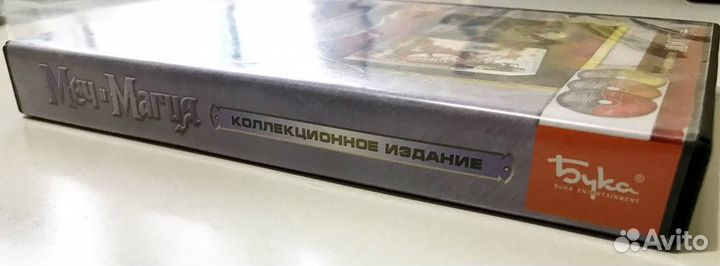 Меч и Магия
КОЛЛЕКЦИОННОЕ ИЗДАНИЕ
Бука®
BUKA ENTERTAINMENT
Avito